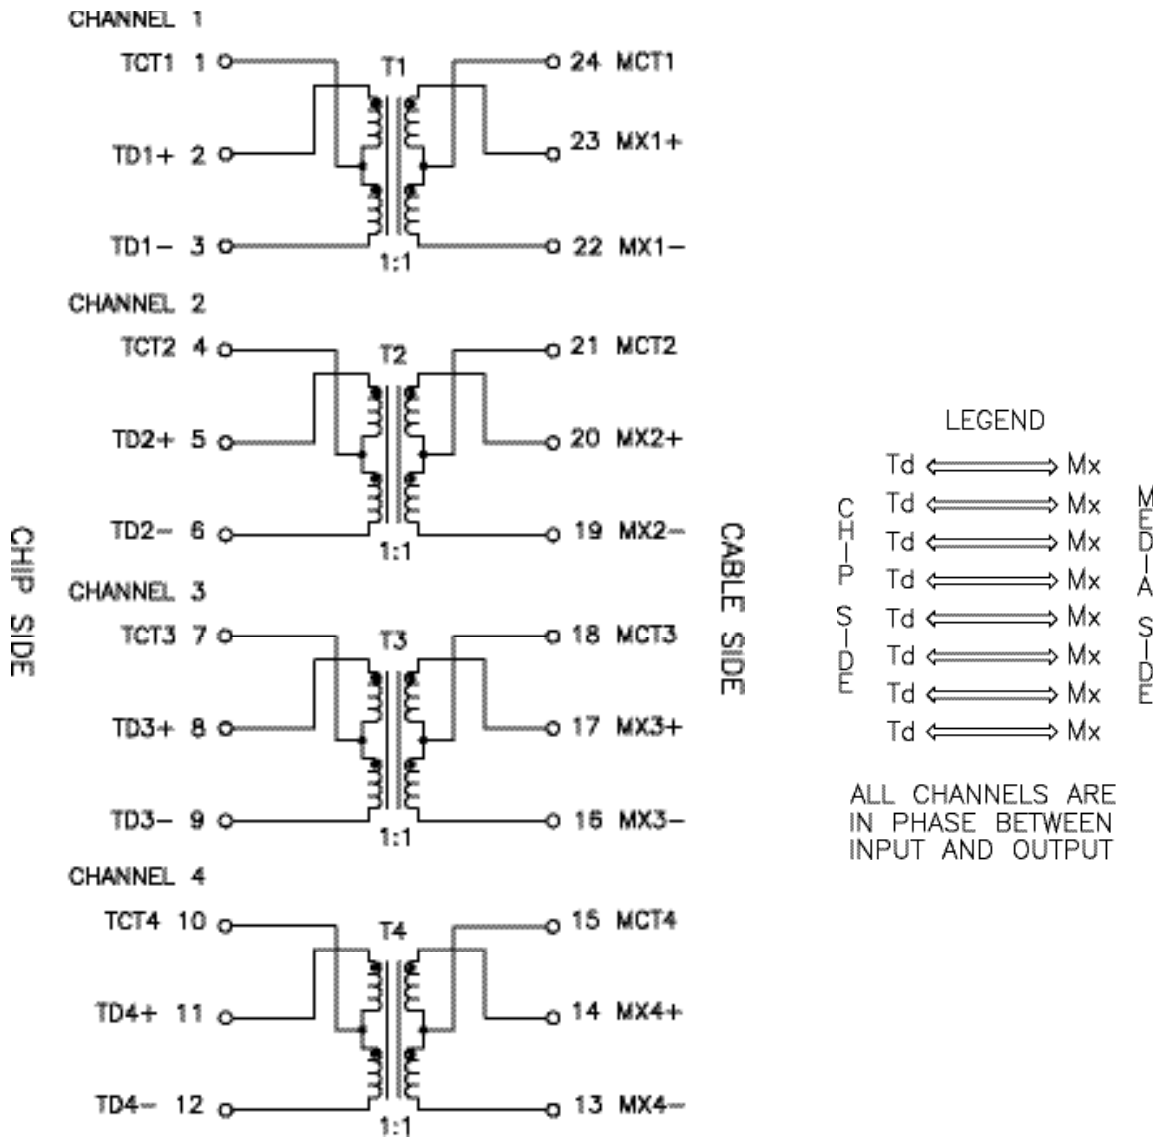 CHANNEL 1
TCT1 1
T1
24 MCT1
TD1+ 2
23 MX1+
TD1- 3
22 MX1-
1:1
CHANNEL 2
TCT2 4
T2
21 MCT2
TD2+ 5
20 MX2+
TD2- 6
19 MX2-
1:1
CHANNEL 3
TCT3 7
T3
18 MCT3
TD3+ 8
17 MX3+
TD3- 9
16 MX3-
1:1
CHANNEL 4
TCT4 10
T4
15 MCT4
TD4+ 11
14 MX4+
TD4- 12
13 MX4-
1:1
CHIP SIDE
CABLE SIDE
LEGEND
CHIP SIDE
Td Mx
Td Mx
Td Mx
Td Mx
Td Mx
Td Mx
Td Mx
Td Mx
MEDIA SIDE
ALL CHANNELS ARE
IN PHASE BETWEEN
INPUT AND OUTPUT